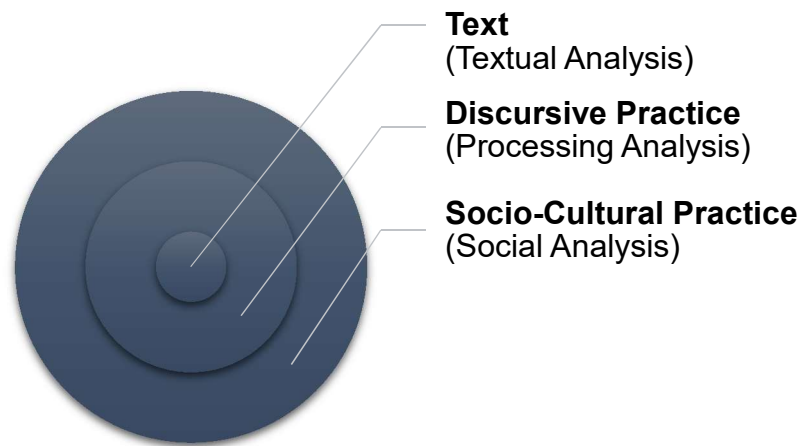 Text
(Textual Analysis)
Discursive Practice
(Processing Analysis)
Socio-Cultural Practice
(Social Analysis)